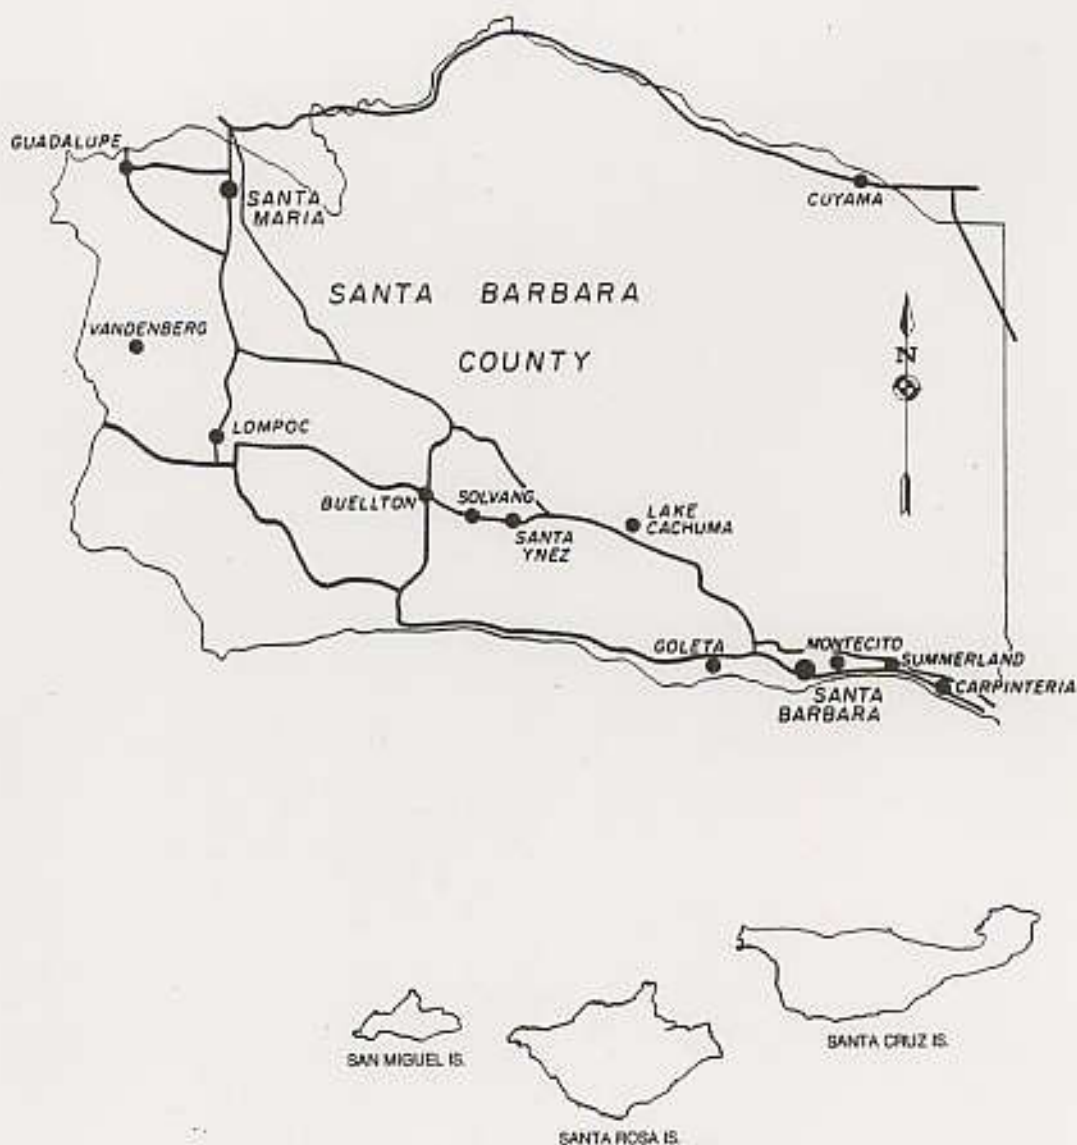 GUADALUPE
SANTA
MARIA
CUYAMA
SANTA BARBARA
COUNTY
VANDENBERG
N
LOMPOC
BUELLTON
SOLVANG
SANTA
YNEZ
LAKE
CACHUMA
GOLETA
MONTECITO
SUMMERLAND
SANTA
BARBARA
CARPINTERIA
SAN MIGUEL IS.
SANTA ROSA IS.
SANTA CRUZ IS.